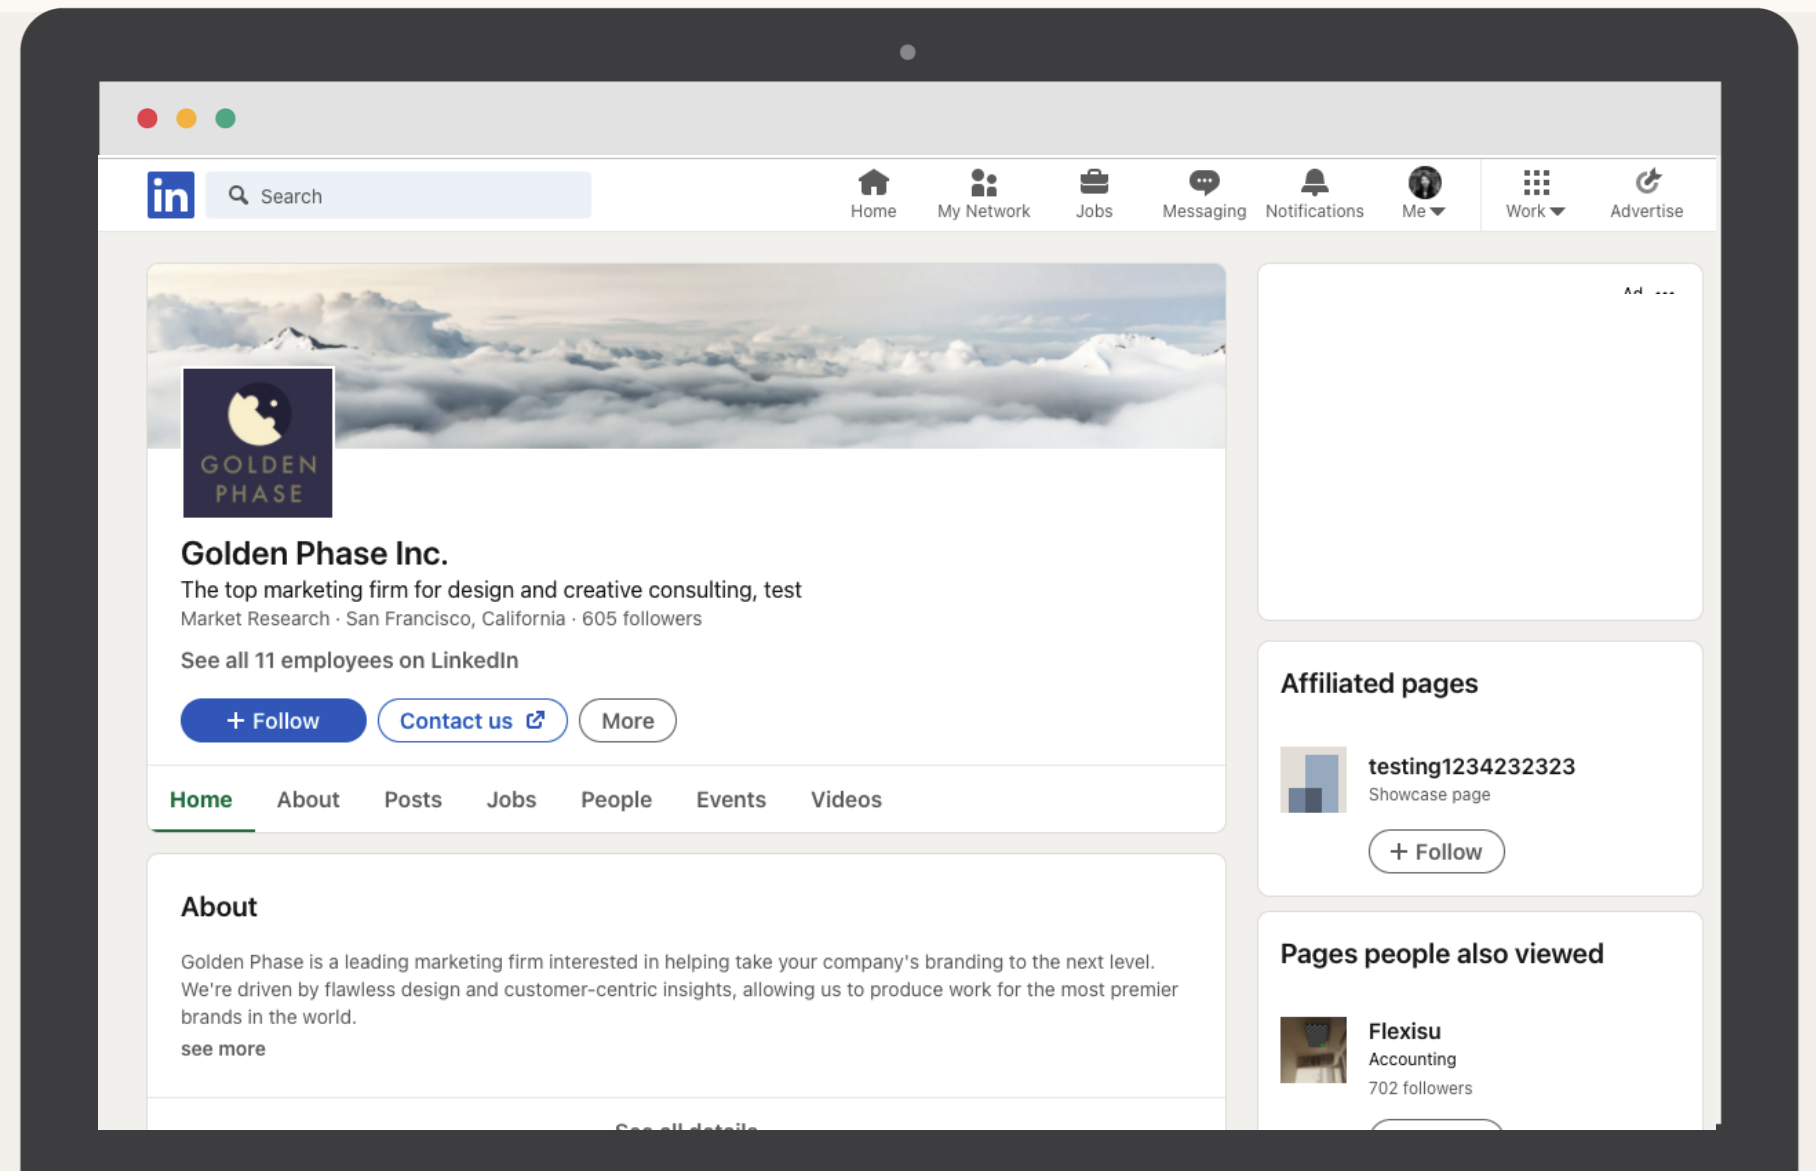 in
Search
Home
My Network
Jobs
Messaging
Notifications
Me
Work
Advertise
GOLDEN
PHASE
Golden Phase Inc.
The top marketing firm for design and creative consulting, test
Market Research · San Francisco, California · 605 followers
See all 11 employees on LinkedIn
+ Follow
Contact us
More
Home
About
Posts
Jobs
People
Events
Videos
About
Golden Phase is a leading marketing firm interested in helping take your company's branding to the next level.
We're driven by flawless design and customer-centric insights, allowing us to produce work for the most premier
brands in the world.
see more
See all details
Ad ...
Affiliated pages
testing1234232323
Showcase page
+ Follow
Pages people also viewed
Flexisu
Accounting
702 followers